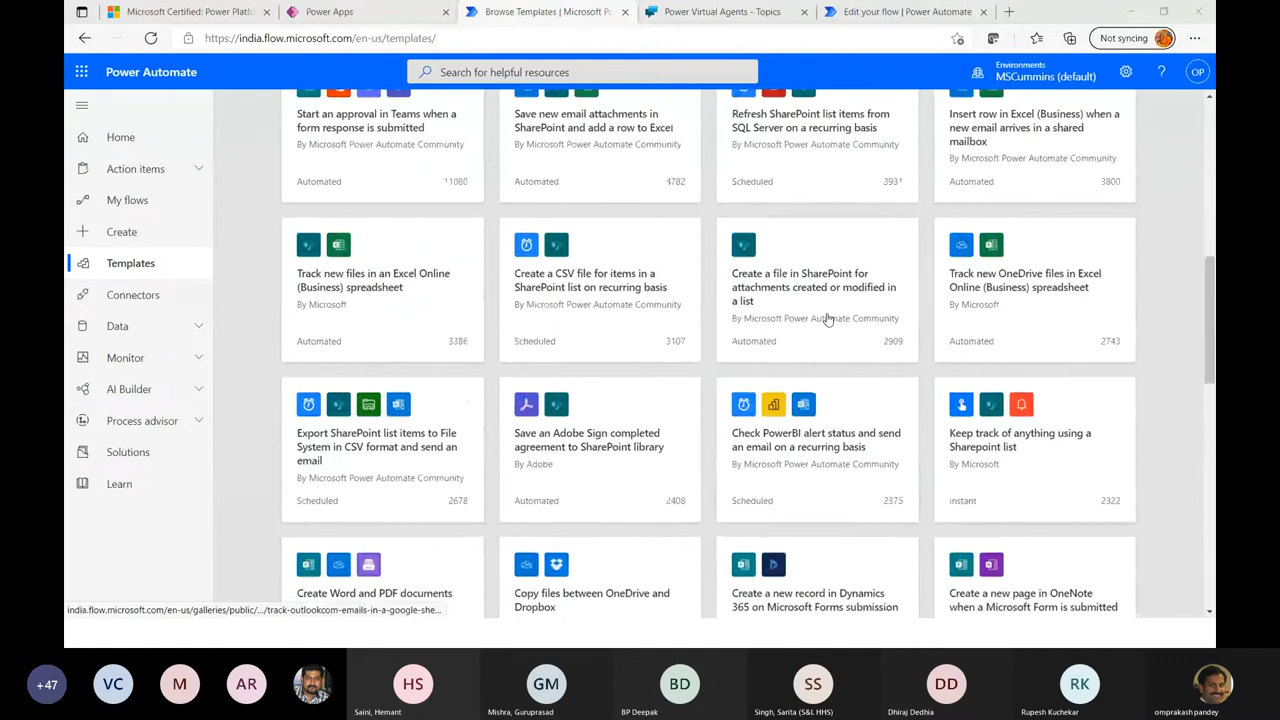 Microsoft Certified: Power Platf
Power Apps
Browse Templates | Microsoft Po
Power Virtual Agents - Topics
Edit your flow | Power Automate
https://india.flow.microsoft.com/en-us/templates/
Not syncing
Power Automate
Search for helpful resources
Environments
MSCummins (default)
OP
Home
Action items
My flows
Create
Templates
Connectors
Data
Monitor
AI Builder
Process advisor
Solutions
Learn
Start an approval in Teams when a
form response is submitted
By Microsoft Power Automate Community
Automated 11080
Save new email attachments in
SharePoint and add a row to Excel
By Microsoft Power Automate Community
Automated 4782
Refresh SharePoint list items from
SQL Server on a recurring basis
By Microsoft Power Automate Community
Scheduled 3931
Insert row in Excel (Business) when a
new email arrives in a shared
mailbox
By Microsoft Power Automate Community
Automated 3800
Track new files in an Excel Online
(Business) spreadsheet
By Microsoft
Automated 3386
Create a CSV file for items in a
SharePoint list on recurring basis
By Microsoft Power Automate Community
Scheduled 3107
Create a file in SharePoint for
attachments created or modified in
a list
By Microsoft Power Automate Community
Automated 2909
Track new OneDrive files in Excel
Online (Business) spreadsheet
By Microsoft
Automated 2743
Export SharePoint list items to File
System in CSV format and send an
email
By Microsoft Power Automate Community
Scheduled 2678
Save an Adobe Sign completed
agreement to SharePoint library
By Adobe
Automated 2408
Check PowerBI alert status and send
an email on a recurring basis
By Microsoft Power Automate Community
Scheduled 2375
Keep track of anything using a
Sharepoint list
By Microsoft
instant 2322
Create Word and PDF documents
Copy files between OneDrive and
Dropbox
Create a new record in Dynamics
365 on Microsoft Forms submission
Create a new page in OneNote
when a Microsoft Form is submitted
india.flow.microsoft.com/en-us/galleries/public/.../track-outlookcom-emails-in-a-google-she...
+47
VC
M
AR
HS
Saini, Hemant
GM
Mishra, Guruprasad
BD
BP Deepak
SS
Singh, Sarita (S&L HHS)
DD
Dhiraj Dedhia
RK
Rupesh Kuchekar
omprakash pandey